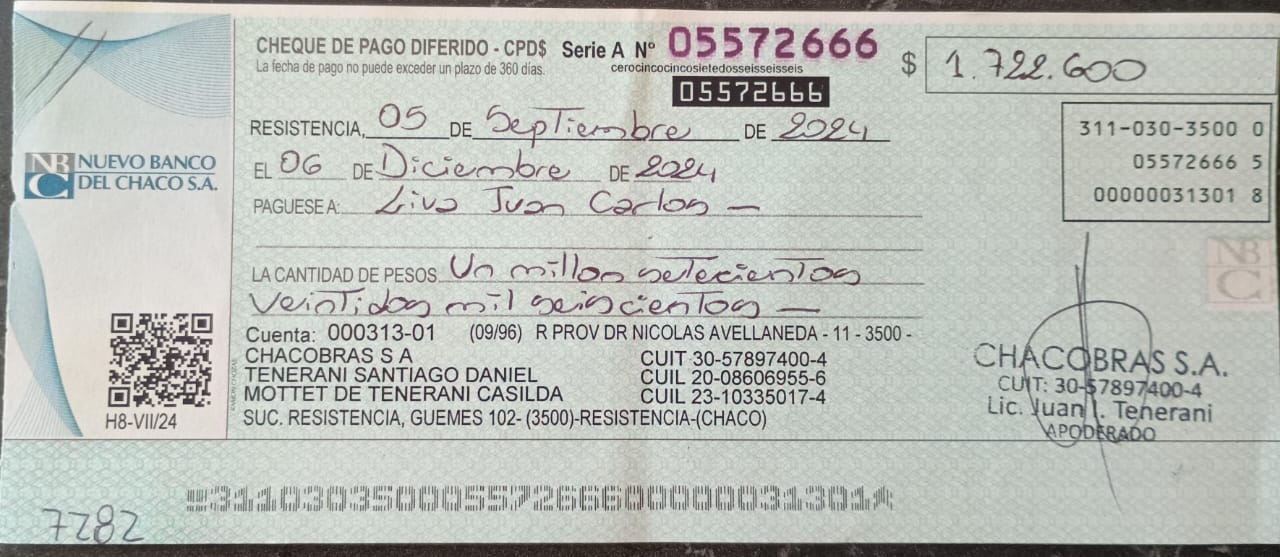 CHEQUE DE PAGO DIFERIDO - CPD$ Serie A Nº 05572666
La fecha de pago no puede exceder un plazo de 360 días.
cerocincocincosietedosseisseisseis
05572666
$ 1.722.600
RESISTENCIA, 05 DE Septiembre DE 2024
EL 06 DE Diciembre DE 2024
PAGUESE A: Liva Juan Carlos —
311-030-3500 0
05572666 5
00000031301 8
NBC NUEVO BANCO
DEL CHACO S.A.
NB
C
LA CANTIDAD DE PESOS Un millon setecientos
veintidos mil seiscientos —
Cuenta: 000313-01 (09/96) R PROV DR NICOLAS AVELLANEDA - 11 - 3500 -
CHACOBRAS S A CUIT 30-57897400-4
TENERANI SANTIAGO DANIEL CUIL 20-08606955-6
MOTTET DE TENERANI CASILDA CUIL 23-10335017-4
SUC. RESISTENCIA, GUEMES 102- (3500)-RESISTENCIA-(CHACO)
H8-VII/24
CHACOBRAS S.A.
CUIT: 30-57897400-4
Lic. Juan I. Tenerani
APODERADO
31103035000557266600000031301
7282